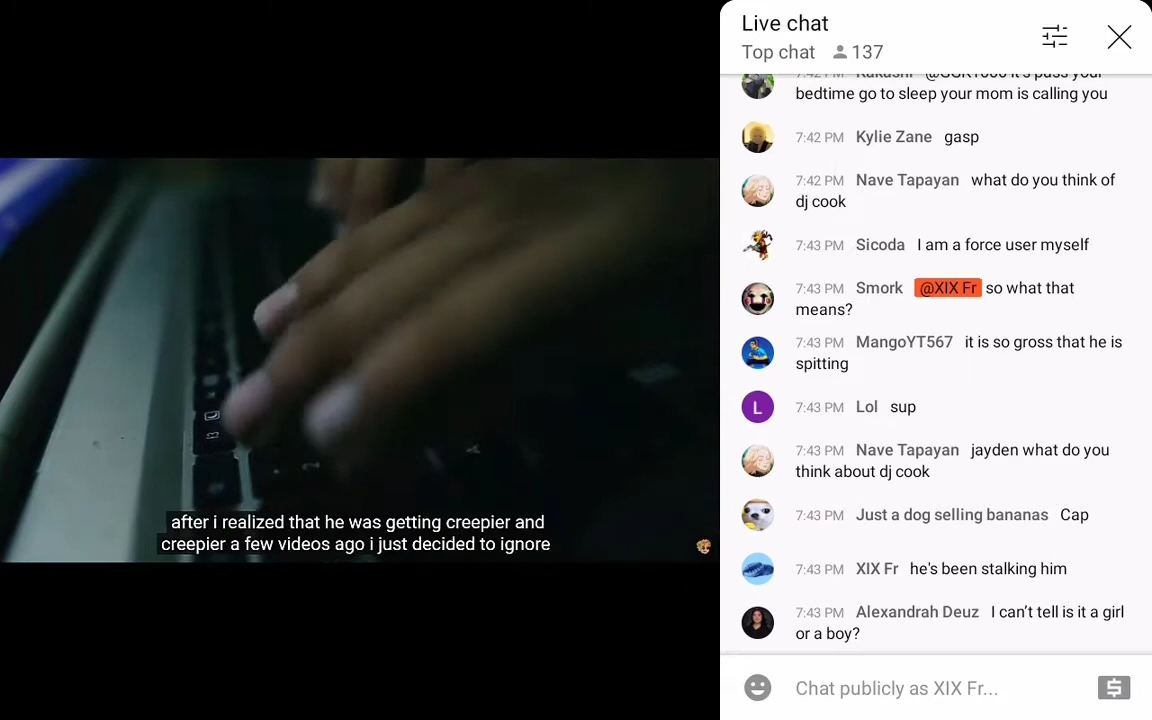 Live chat
Top chat 137
bedtime go to sleep your mom is calling you
7:42 PM Kylie Zane gasp
7:42 PM Nave Tapayan what do you think of
dj cook
7:43 PM Sicoda I am a force user myself
7:43 PM Smork @XIX Fr so what that
means?
7:43 PM MangoYT567 it is so gross that he is
spitting
L 7:43 PM Lol sup
7:43 PM Nave Tapayan jayden what do you
think about dj cook
7:43 PM Just a dog selling bananas Cap
7:43 PM XIX Fr he's been stalking him
7:43 PM Alexandrah Deuz I can’t tell is it a girl
or a boy?
Chat publicly as XIX Fr...
after i realized that he was getting creepier and
creepier a few videos ago i just decided to ignore